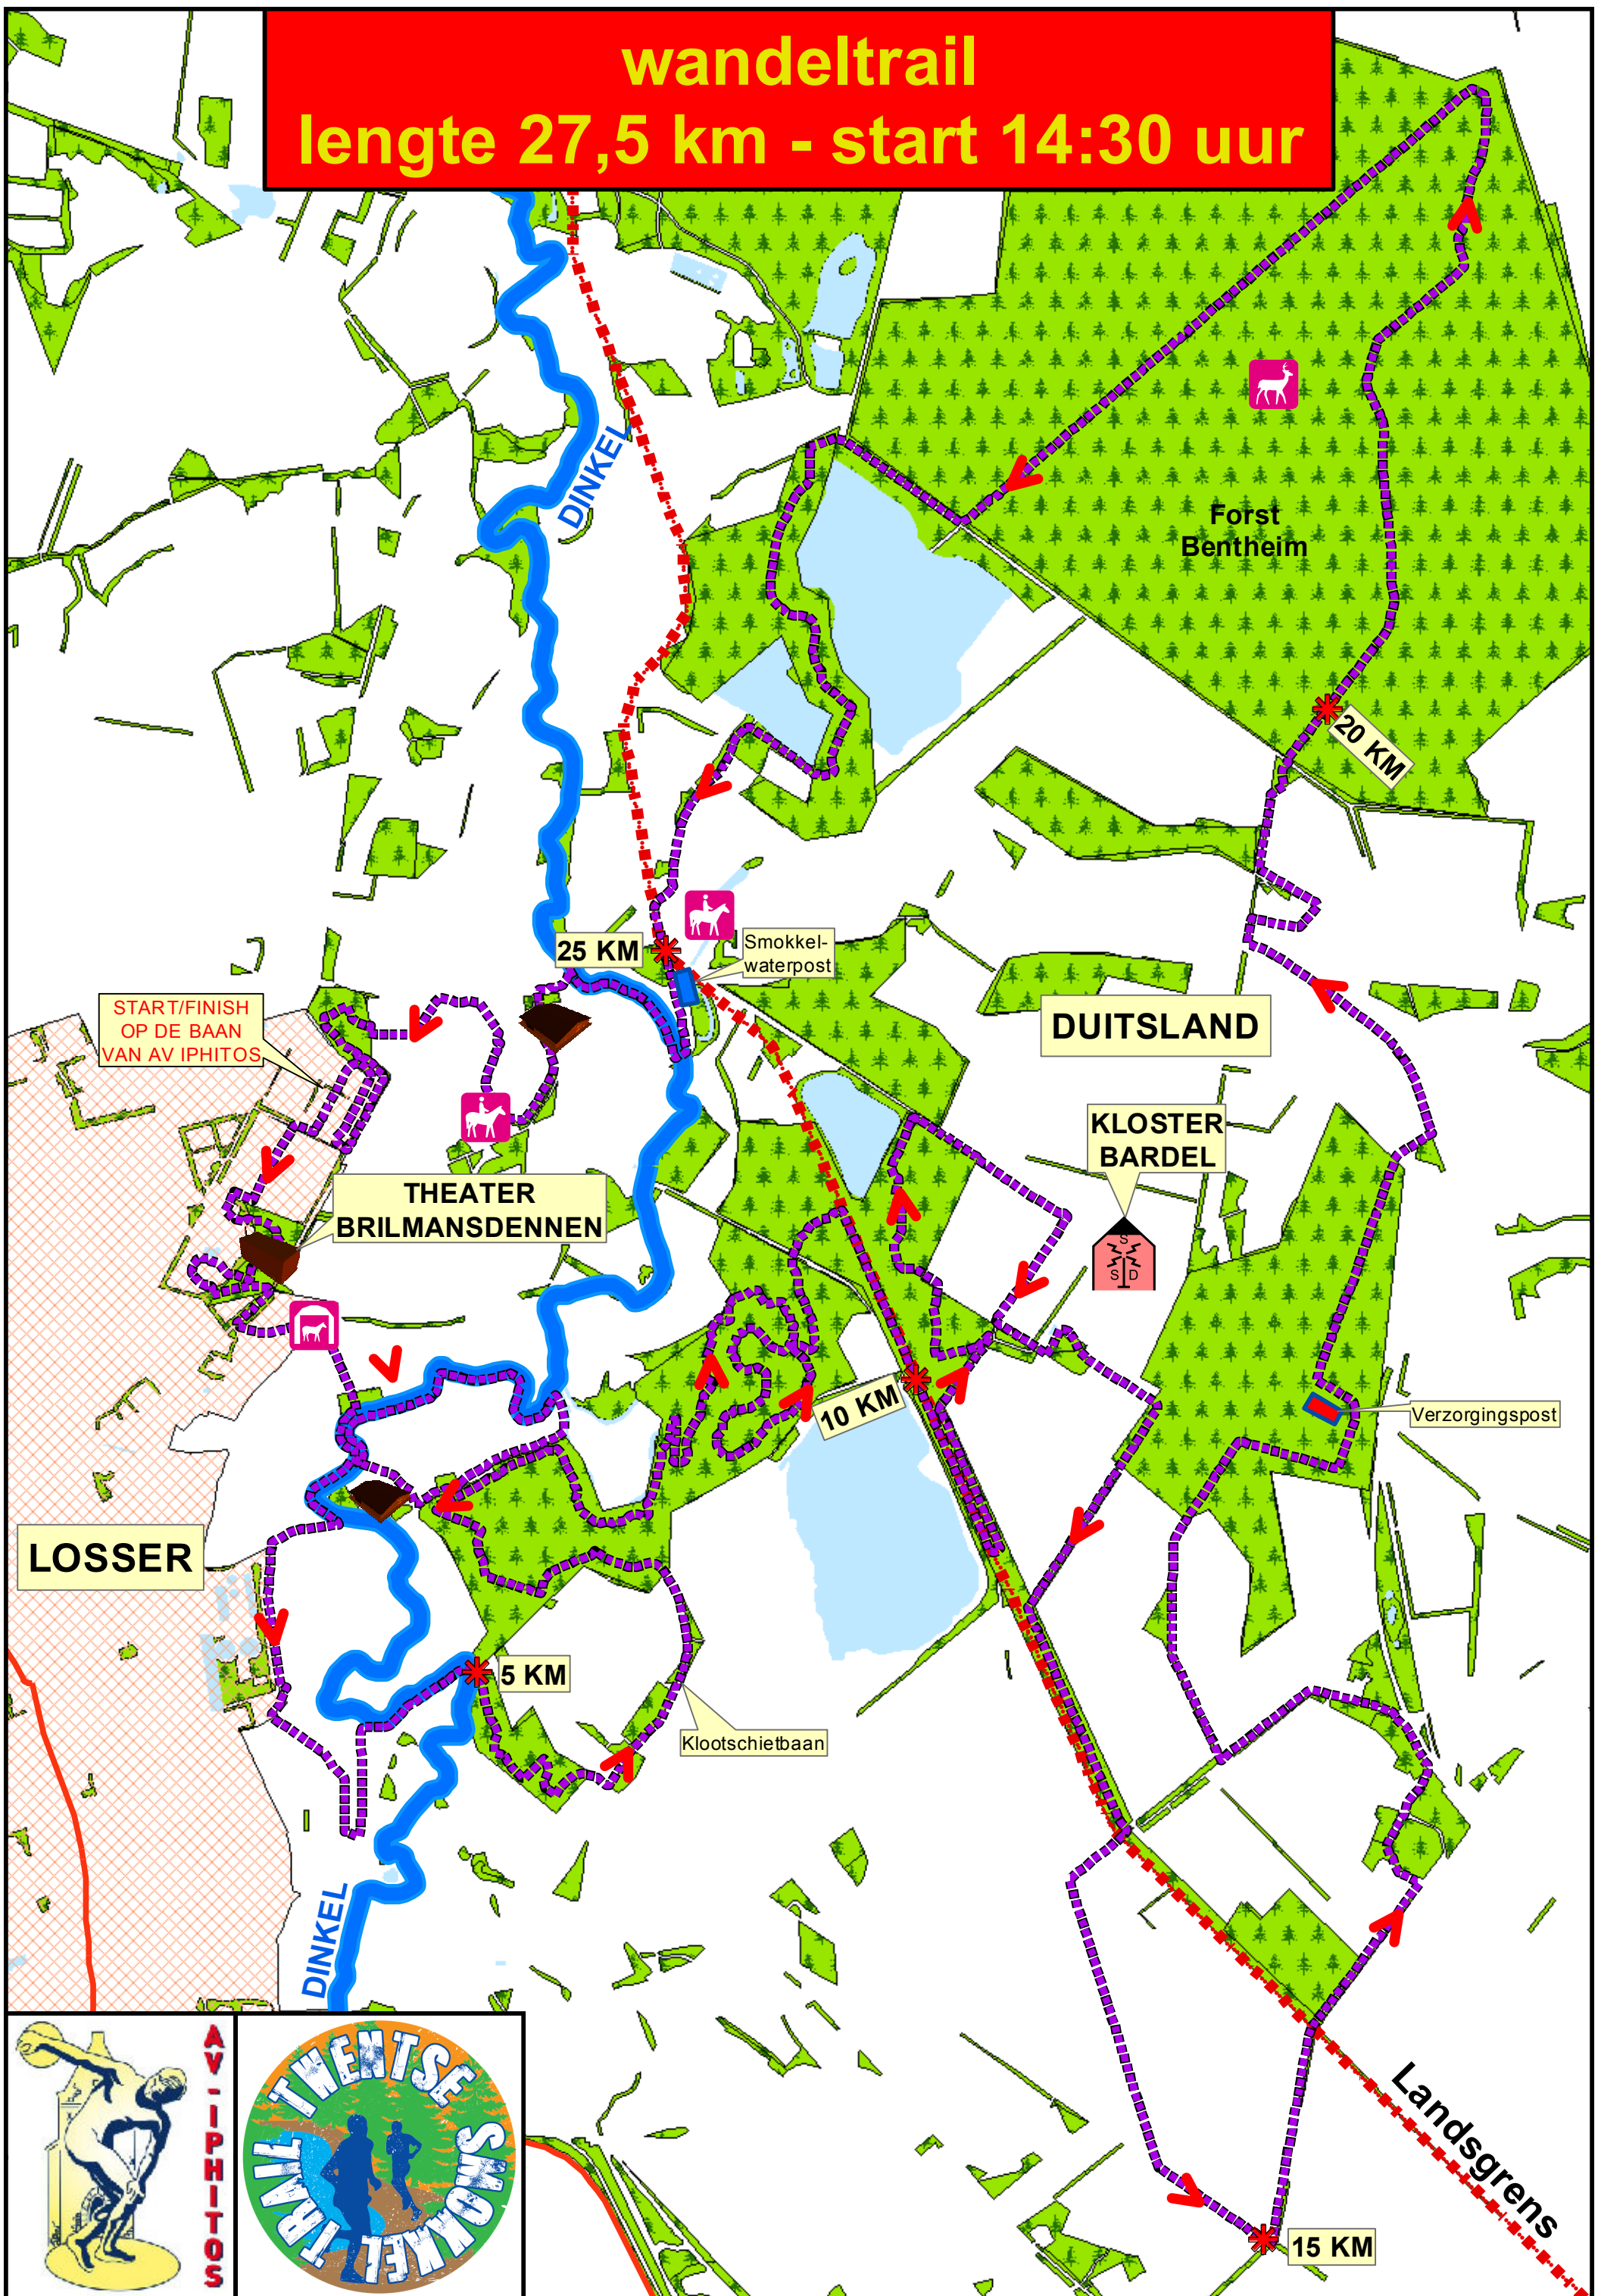 wandeltrail
lengte 27,5 km - start 14:30 uur
DINKEL
Forst
Bentheim
20 KM
25 KM
Smokkel-
waterpost
START/FINISH
OP DE BAAN
VAN AV IPHITOS
DUITSLAND
KLOSTER
BARDEL
S
S D
THEATER
BRILMANSDENNEN
10 KM
Verzorgingspost
LOSSER
5 KM
Klootschietbaan
DINKEL
Landsgrens
15 KM
AV-IPHITOS
TWENTSE SMOKKEL TRAIL